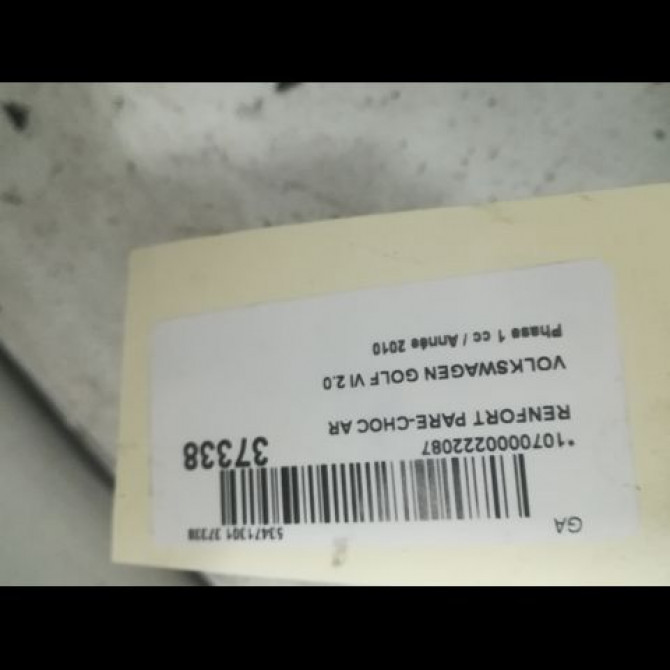 GA
53471301 37338
*1070000222087
37338
RENFORT PARE-CHOC AR
VOLKSWAGEN GOLF VI 2.0
Phase 1 cc / Année 2010